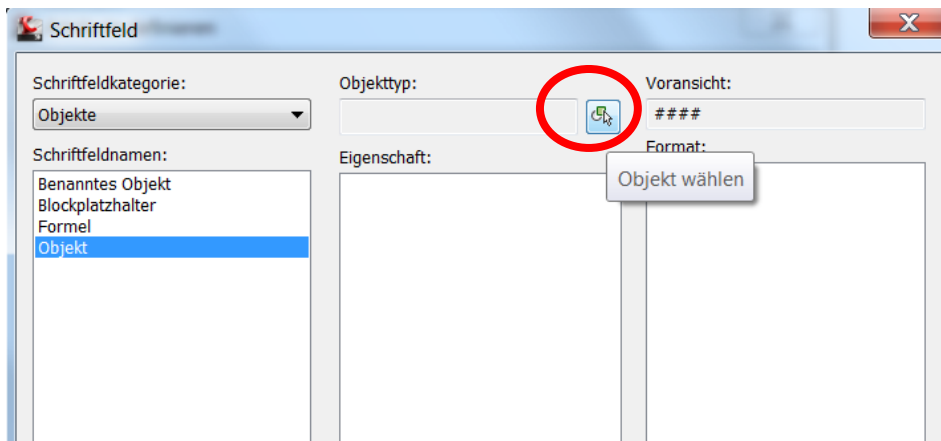 Schriftfeld
Schriftfeldkategorie:
Objekte
Schriftfeldnamen:
Benanntes Objekt
Blockplatzhalter
Formel
Objekt
Objekttyp:
Eigenschaft:
Voransicht:
####
Format:
Objekt wählen